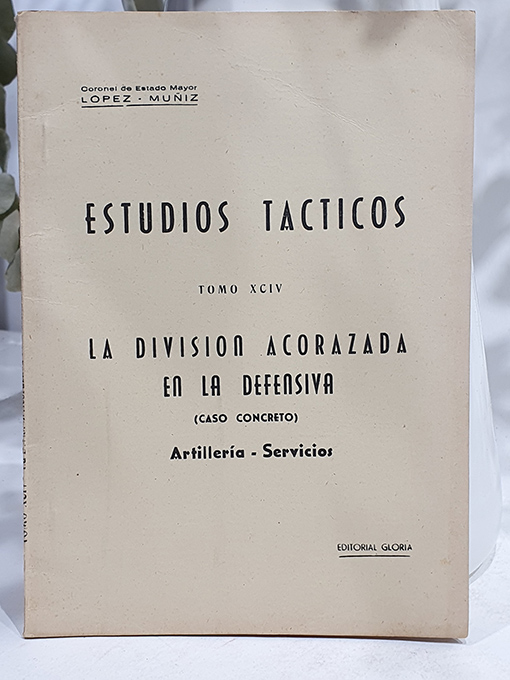 Coronel de Estado Mayor
LOPEZ - MUÑIZ
ESTUDIOS TACTICOS
TOMO XCIV
LA DIVISION ACORAZADA
EN LA DEFENSIVA
(CASO CONCRETO)
Artillería - Servicios
EDITORIAL GLORIA